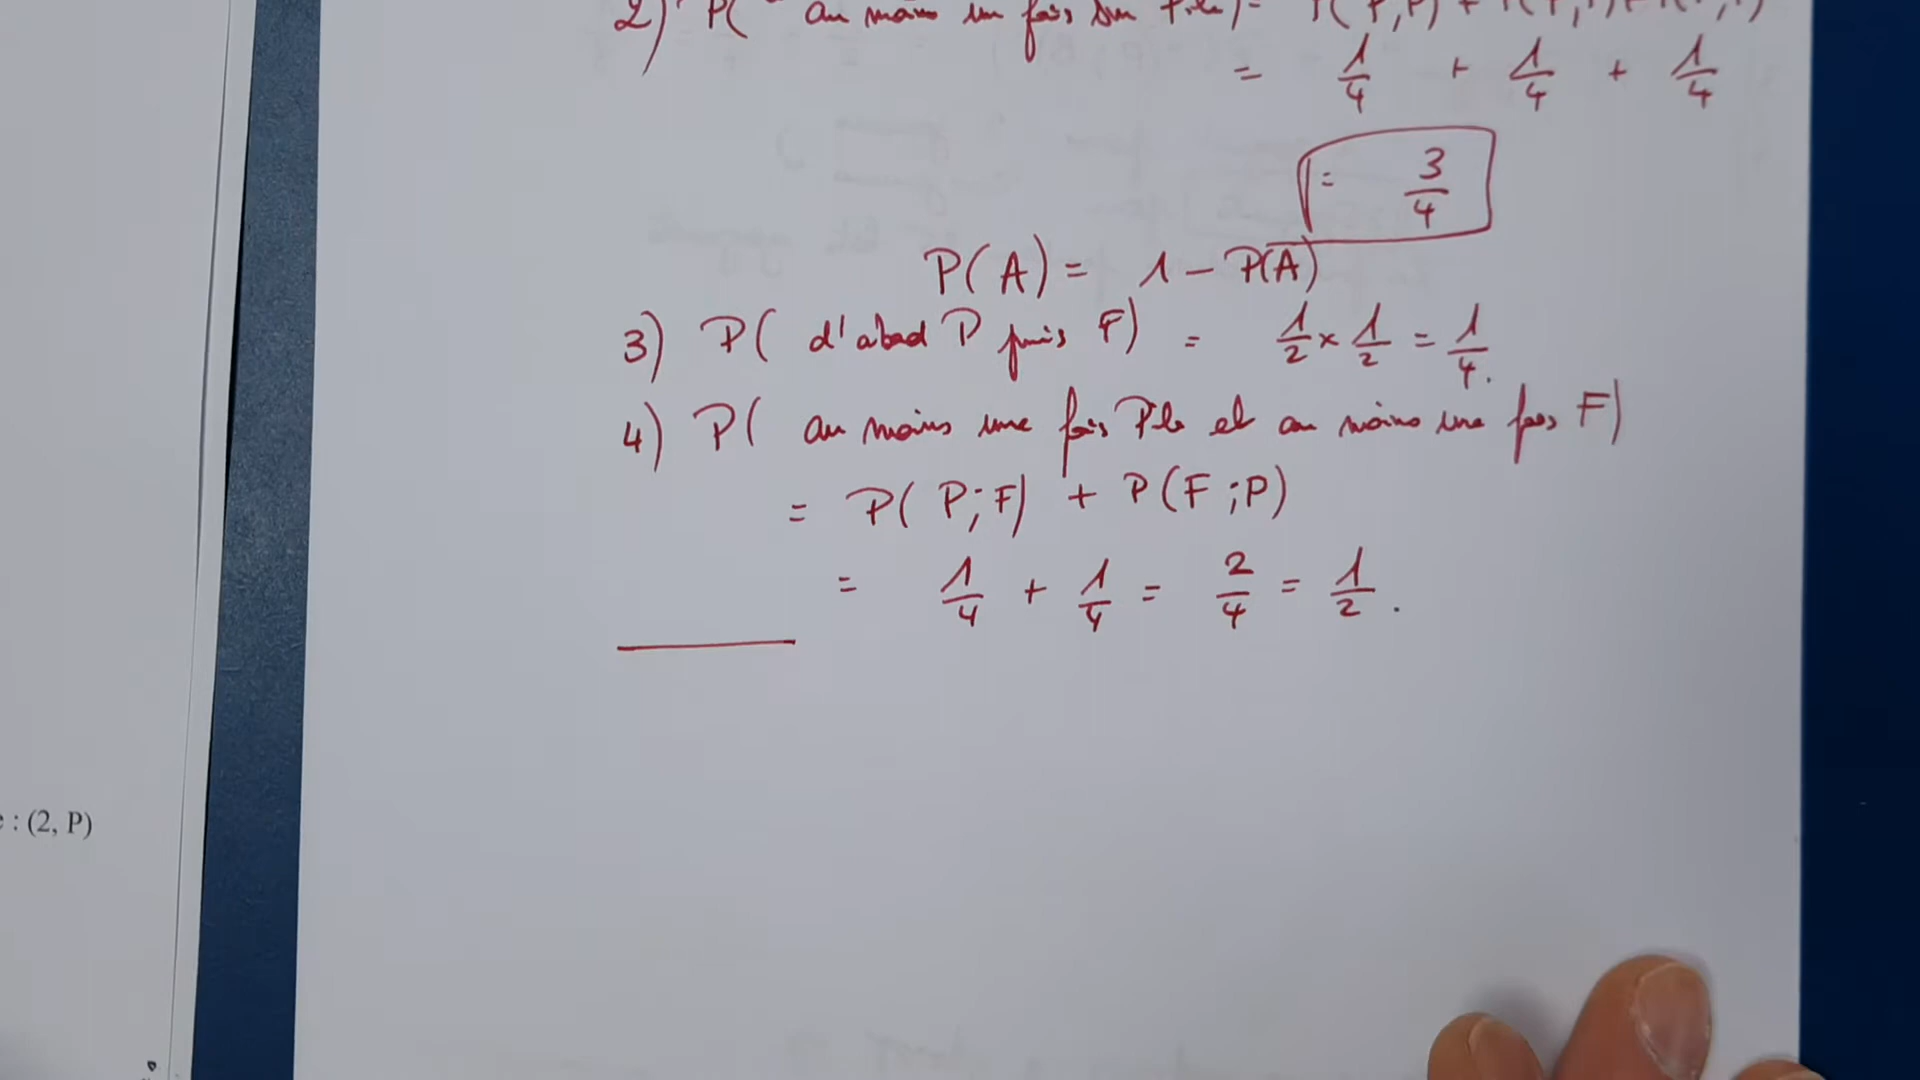 2) P( au moins une fois sur Pile) = P(P,P) +
= 1/4 + 1/4 + 1/4
= 3/4
P(A) = 1 - P(A̅)
3) P( d'abord P puis F) = 1/2 × 1/2 = 1/4.
4) P( au moins une fois Pile et au moins une fois F)
= P( P;F) + P(F;P)
= 1/4 + 1/4 = 2/4 = 1/2.
: (2, P)